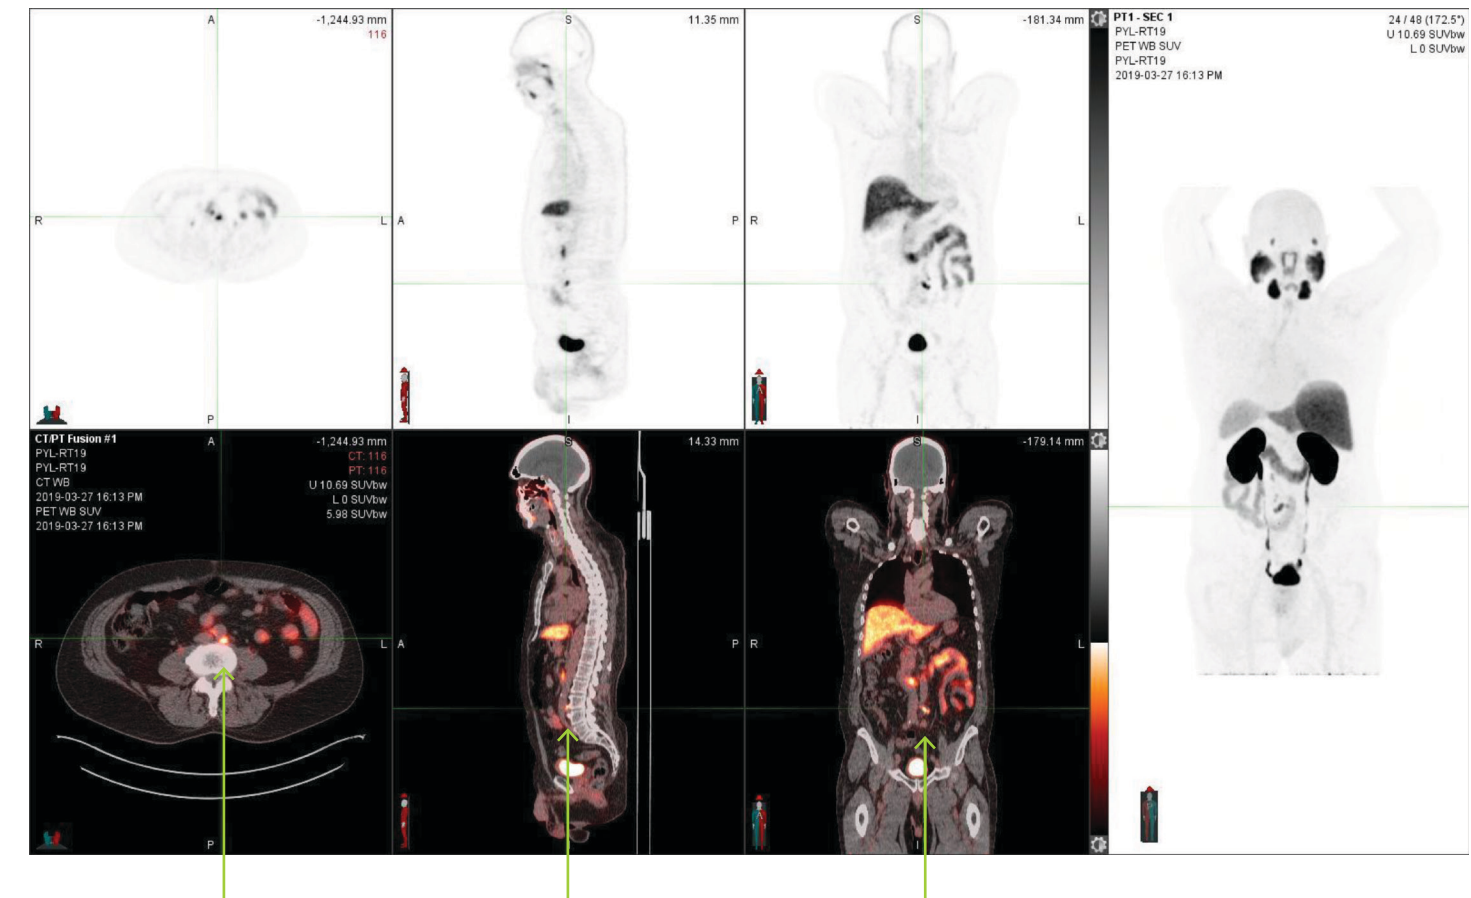 A
-1,244.93 mm
116
R
L
P
S
11.35 mm
A
P
I
S
-181.34 mm
R
L
I
PT1 - SEC 1
PYL-RT19
PET WB SUV
PYL-RT19
2019-03-27 16:13 PM
24 / 48 (172.5°)
U 10.69 SUVbw
L 0 SUVbw
CT/PT Fusion #1
PYL-RT19
PYL-RT19
CT WB
2019-03-27 16:13 PM
PET WB SUV
2019-03-27 16:13 PM
A
-1,244.93 mm
CT: 116
PT: 116
U 10.69 SUVbw
L 0 SUVbw
5.98 SUVbw
R
L
P
S
14.33 mm
A
P
I
S
-179.14 mm
R
L
I